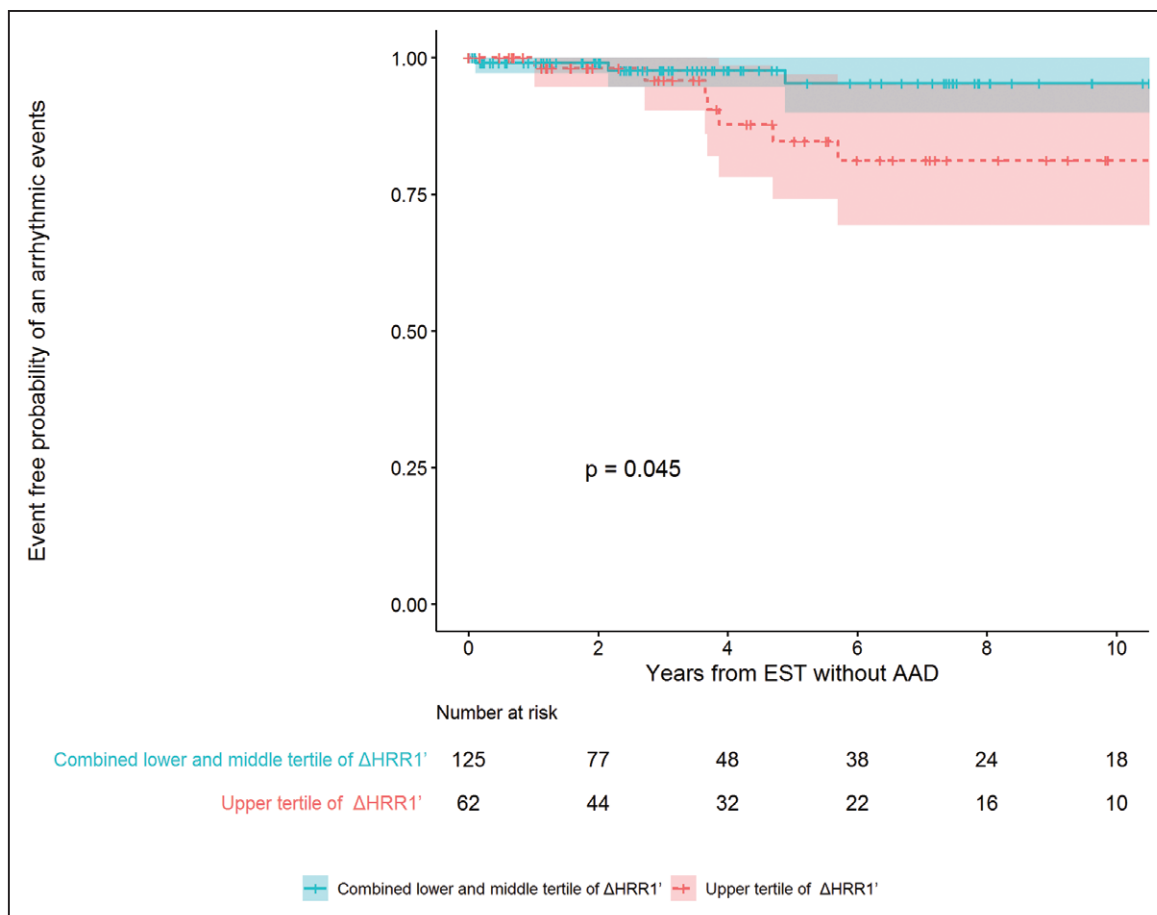 Event free probability of an arrhythmic events
1.00
0.75
0.50
0.25
0.00
p = 0.045
0 2 4 6 8 10
Years from EST without AAD
Number at risk
Combined lower and middle tertile of ΔHRR1' 125 77 48 38 24 18
Upper tertile of ΔHRR1' 62 44 32 22 16 10
Combined lower and middle tertile of ΔHRR1' Upper tertile of ΔHRR1'